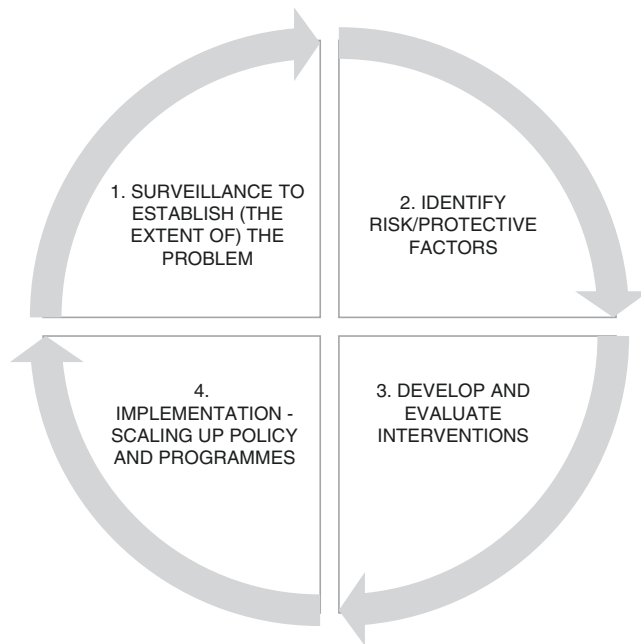 1. SURVEILLANCE TO
ESTABLISH (THE
EXTENT OF) THE
PROBLEM
2. IDENTIFY
RISK/PROTECTIVE
FACTORS
3. DEVELOP AND
EVALUATE
INTERVENTIONS
4.
IMPLEMENTATION -
SCALING UP POLICY
AND PROGRAMMES